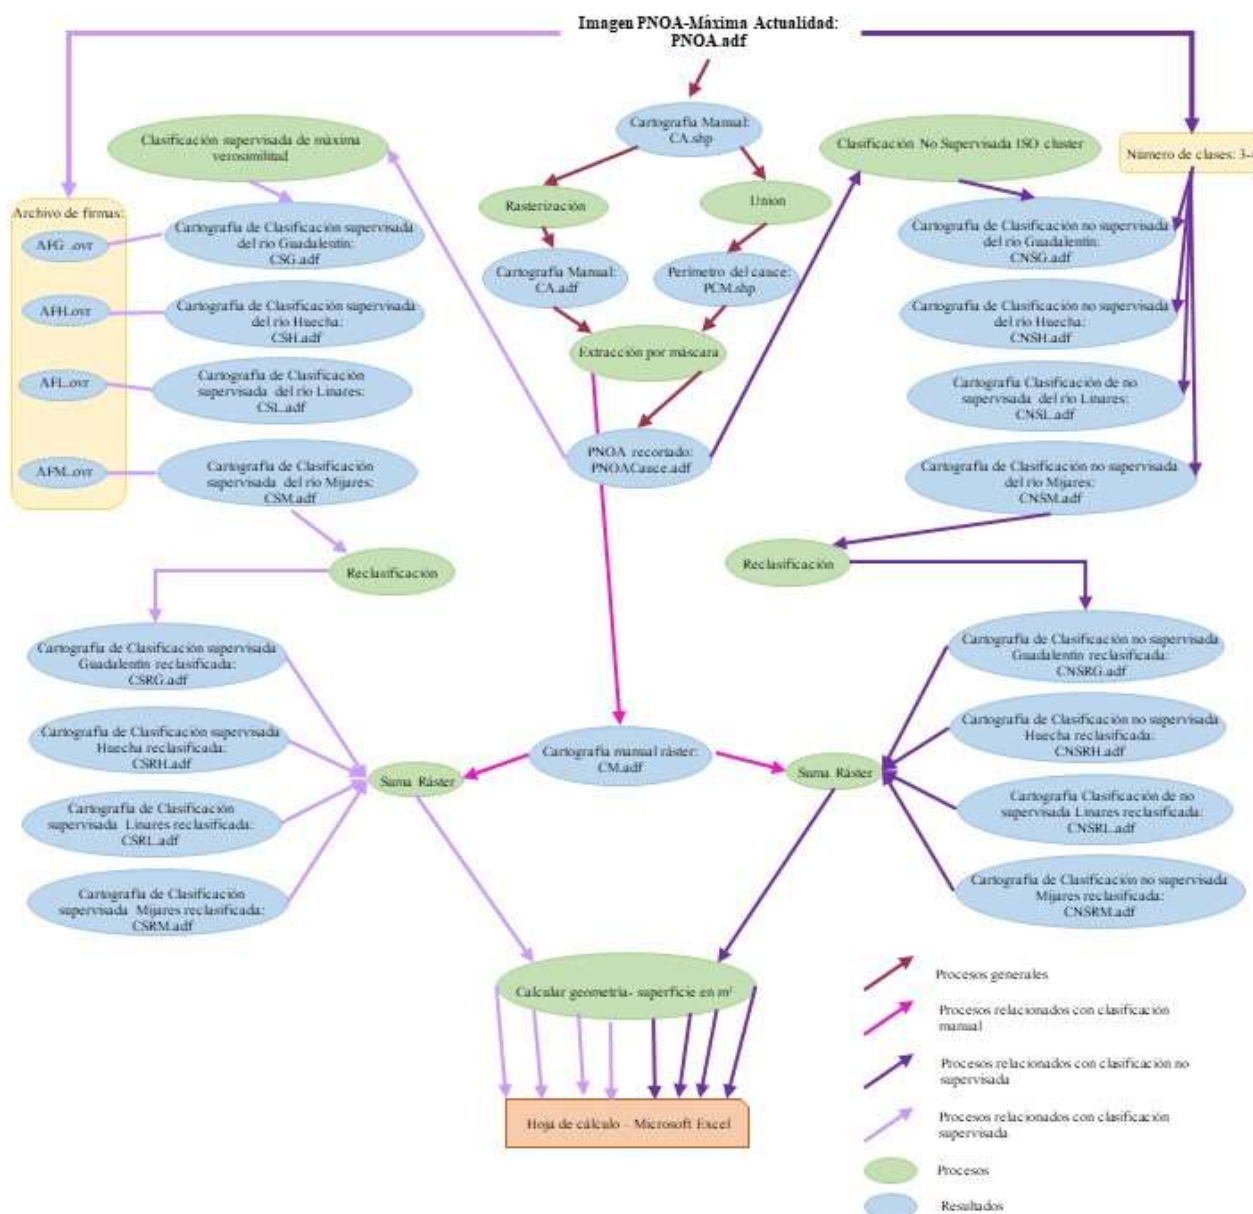 Imagen PNOA-Máxima Actualidad:
PNOA.adf
Cartografía Manual:
CA.shp
Clasificación supervisada de máxima
verosimilitud
Clasificación No Supervisada ISO cluster
Número de clases: 3-
Rasterización
Union
Archivo de firmas:
AFG .ovr
Cartografía de Clasificación supervisada
del río Guadalentín:
CSG.adf
Cartografía Manual:
CA.adf
Perímetro del cauce:
PCM.shp
Cartografía de Clasificación no supervisada
del río Guadalentín:
CNSG.adf
AFH.ovr
Cartografía de Clasificación supervisada
del río Huecha:
CSH.adf
Extracción por máscara
Cartografía de Clasificación no supervisada
del río Huecha:
CNSH.adf
AFL.ovr
Cartografía de Clasificación
supervisada del río Linares:
CSL.adf
Cartografía Clasificación de no
supervisada del río Linares:
CNSL.adf
AFM.ovr
Cartografía de Clasificación
supervisada del río Mijares:
CSM.adf
PNOA recortado:
PNOACauce.adf
Cartografía de Clasificación no supervisada
del río Mijares:
CNSM.adf
Reclasificación
Reclasificación
Cartografía de Clasificación supervisada
Guadalentín reclasificada:
CSRG.adf
Cartografía de Clasificación no supervisada
Guadalentín reclasificada:
CNSRG.adf
Cartografía de Clasificación supervisada
Huecha reclasificada:
CSRH.adf
Cartografía de Clasificación no supervisada
Huecha reclasificada:
CNSRH.adf
Suma Ráster
Cartografía manual ráster:
CM.adf
Suma Ráster
Cartografía de Clasificación
supervisada Linares reclasificada:
CSRL.adf
Cartografía Clasificación de no
supervisada Linares reclasificada:
CNSRL.adf
Cartografía de Clasificación
supervisada Mijares reclasificada:
CSRM.adf
Cartografía de Clasificación no supervisada
Mijares reclasificada:
CNSRM.adf
Calcular geometría- superficie en m²
Hoja de cálculo – Microsoft Excel
Procesos generales
Procesos relacionados con clasificación
manual
Procesos relacionados con clasificación no
supervisada
Procesos relacionados con clasificación
supervisada
Procesos
Resultados